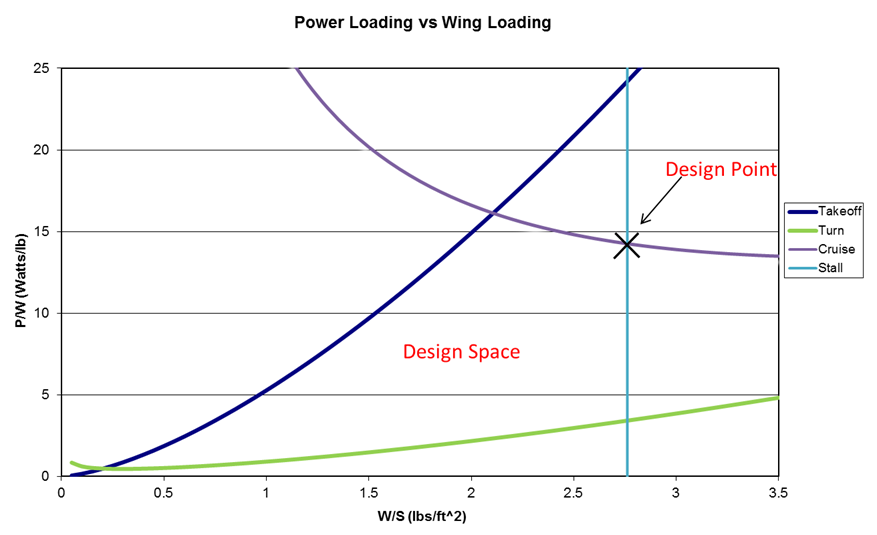 Power Loading vs Wing Loading
25
20
15
10
5
0
P/W (Watts/lb)
0 0.5 1 1.5 2 2.5 3 3.5
W/S (lbs/ft^2)
Design Point
Design Space
Takeoff
Turn
Cruise
Stall